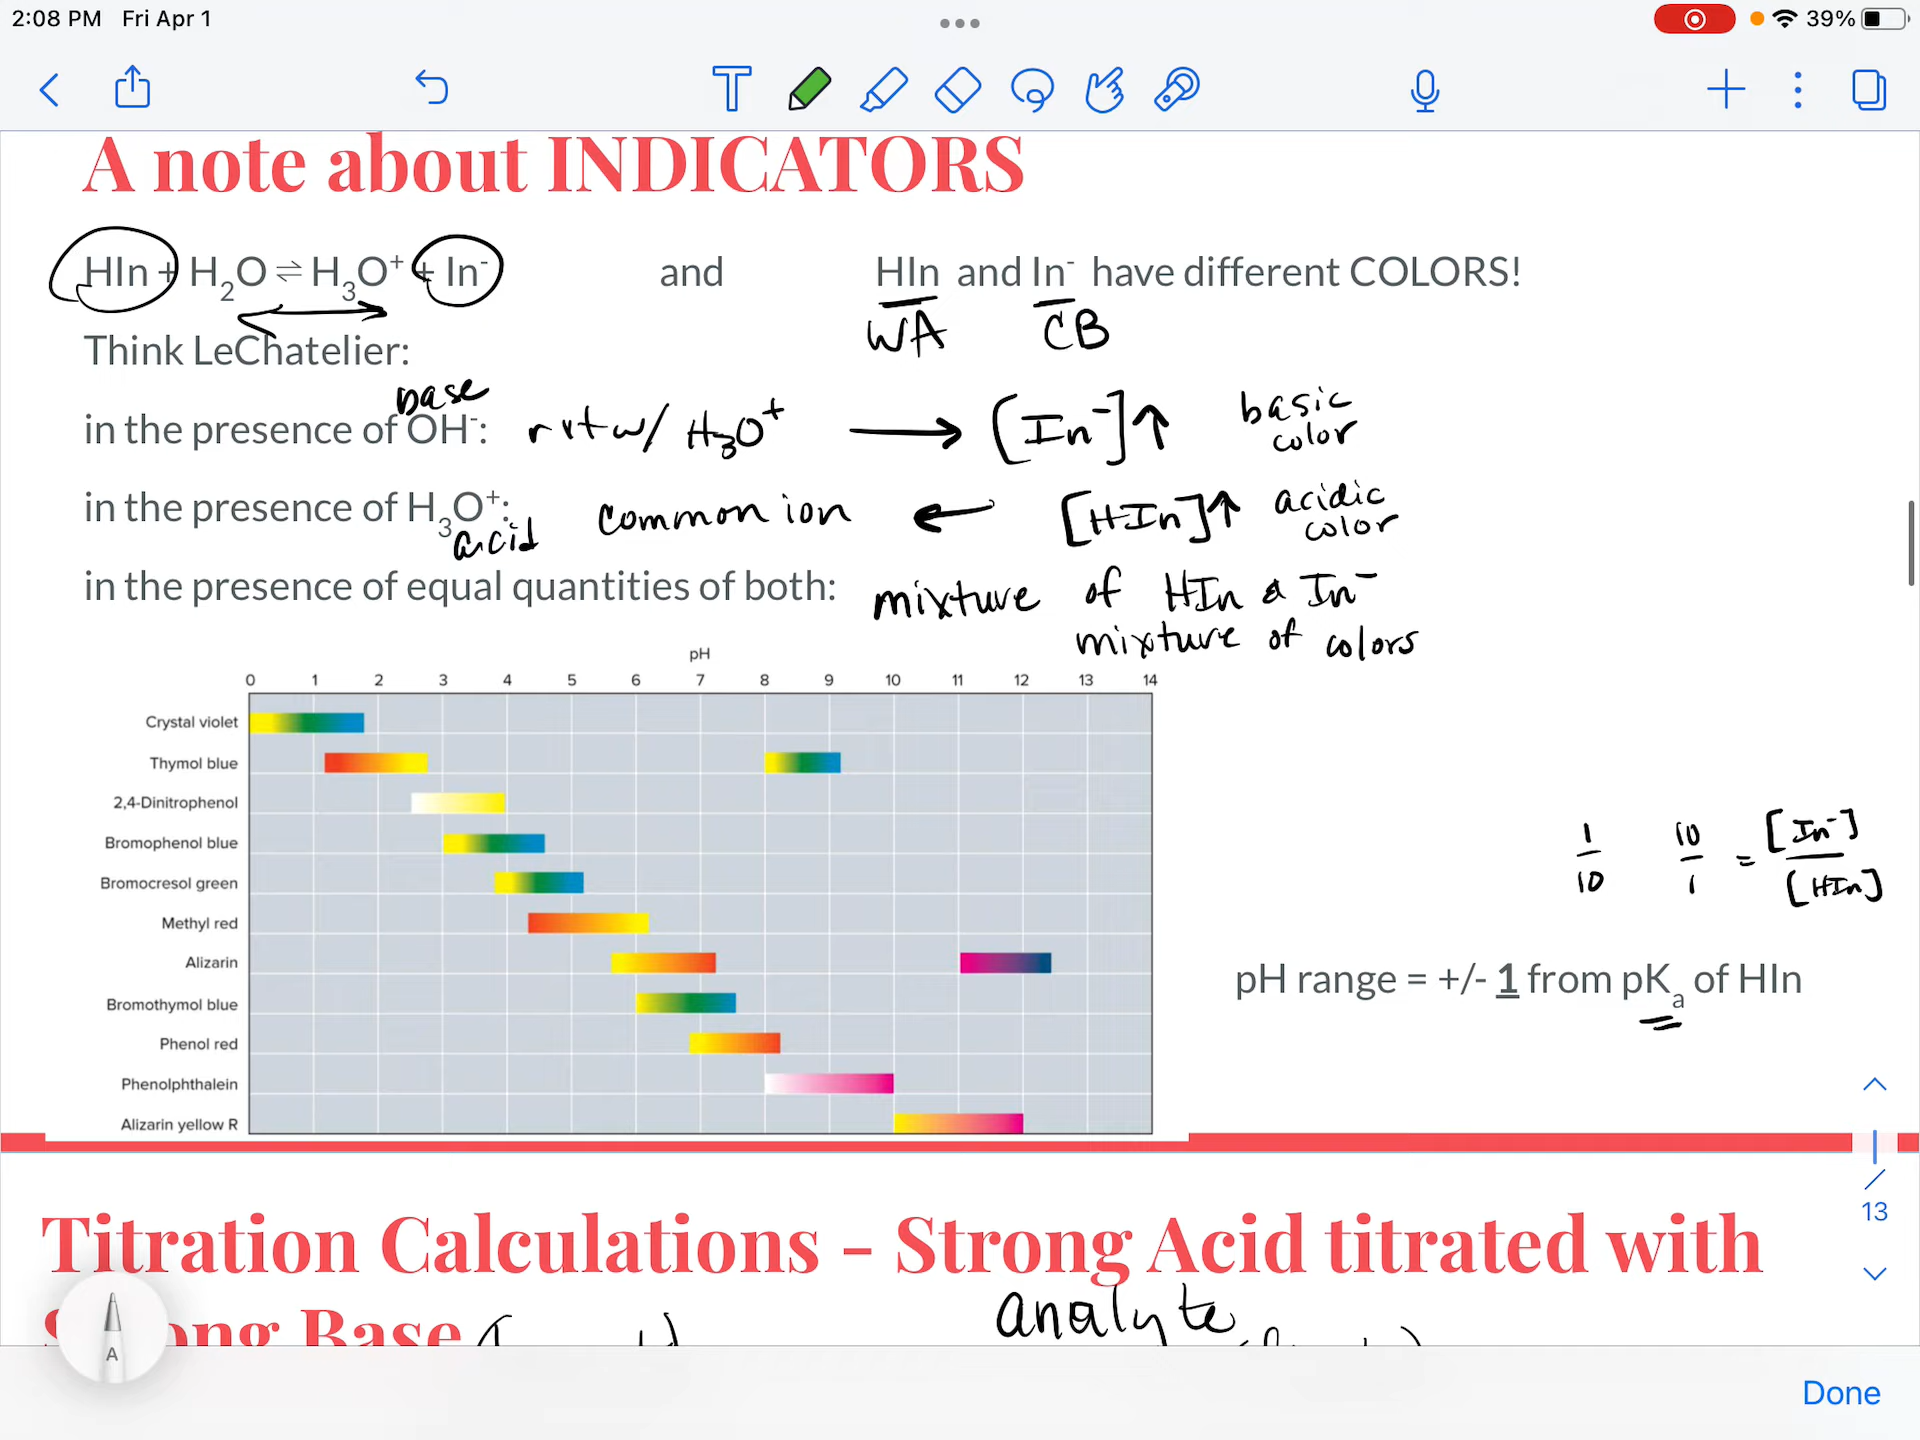 2:08 PM Fri Apr 1
39%
A note about INDICATORS
HIn + H₂O ⇌ H₃O⁺ + In⁻ and HIn and In⁻ have different COLORS!
WA CB
Think LeChatelier:
base
in the presence of OH⁻: rxt w/ H₃O⁺ ⟶ [In⁻]↑ basic color
in the presence of H₃O⁺: common ion ← [HIn]↑ acidic color
acid
in the presence of equal quantities of both: mixture of HIn & In⁻
mixture of colors
pH
0 1 2 3 4 5 6 7 8 9 10 11 12 13 14
Crystal violet
Thymol blue
2,4-Dinitrophenol
Bromophenol blue
Bromocresol green
Methyl red
Alizarin
Bromothymol blue
Phenol red
Phenolphthalein
Alizarin yellow R
1/10 10/1 = [In⁻]/[HIn]
pH range = +/- 1 from pKₐ of HIn
13
Titration Calculations - Strong Acid titrated with
analyte
Base
A
Done